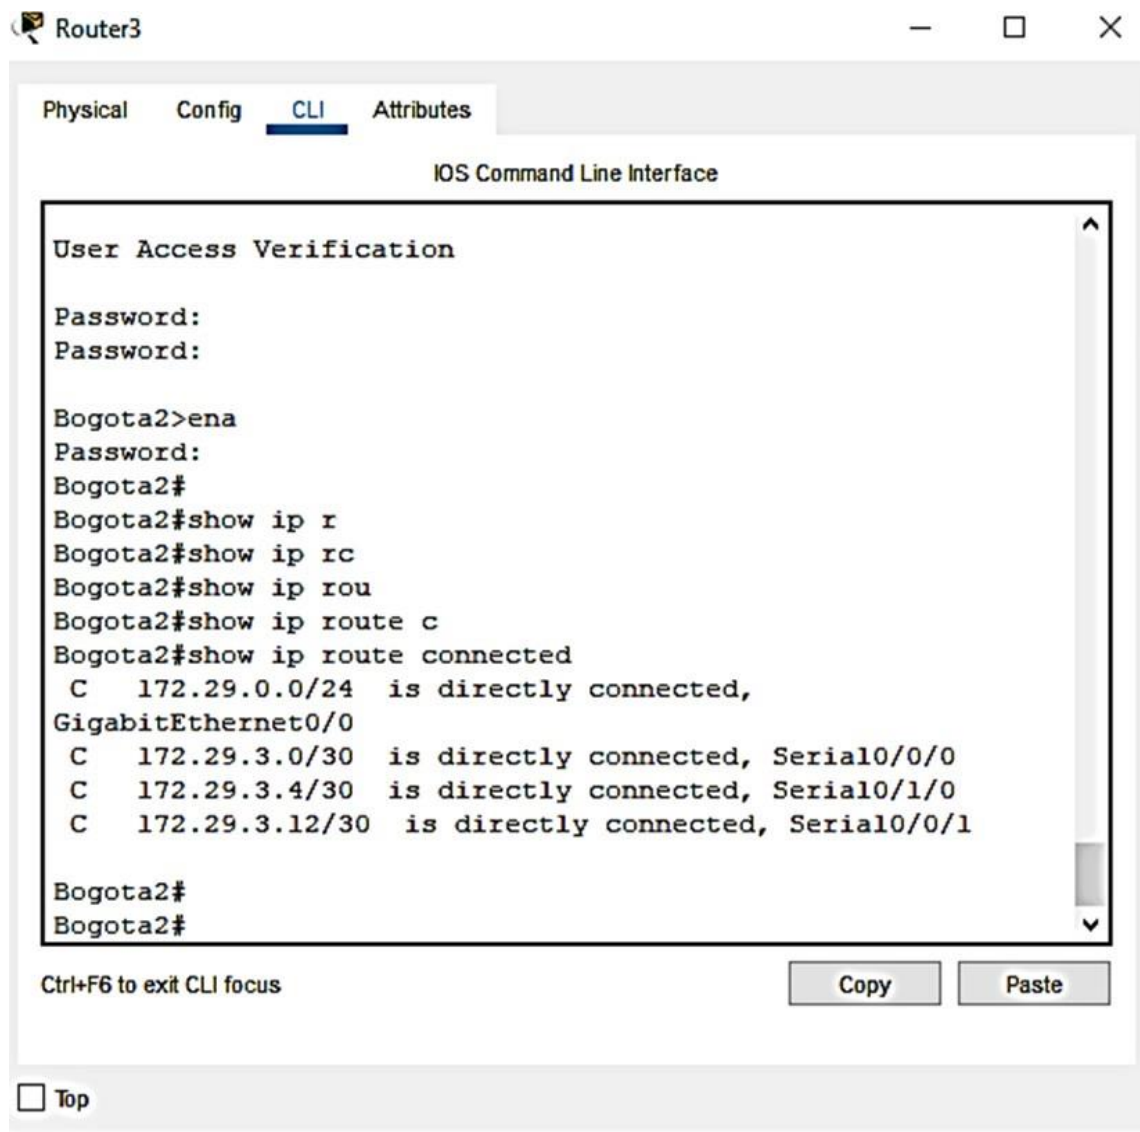 Router3
Physical Config CLI Attributes
IOS Command Line Interface
User Access Verification
Password:
Password:
Bogota2>ena
Password:
Bogota2#
Bogota2#show ip r
Bogota2#show ip rc
Bogota2#show ip rou
Bogota2#show ip route c
Bogota2#show ip route connected
C 172.29.0.0/24 is directly connected,
GigabitEthernet0/0
C 172.29.3.0/30 is directly connected, Serial0/0/0
C 172.29.3.4/30 is directly connected, Serial0/1/0
C 172.29.3.12/30 is directly connected, Serial0/0/1
Bogota2#
Bogota2#
Ctrl+F6 to exit CLI focus
Copy Paste
Top